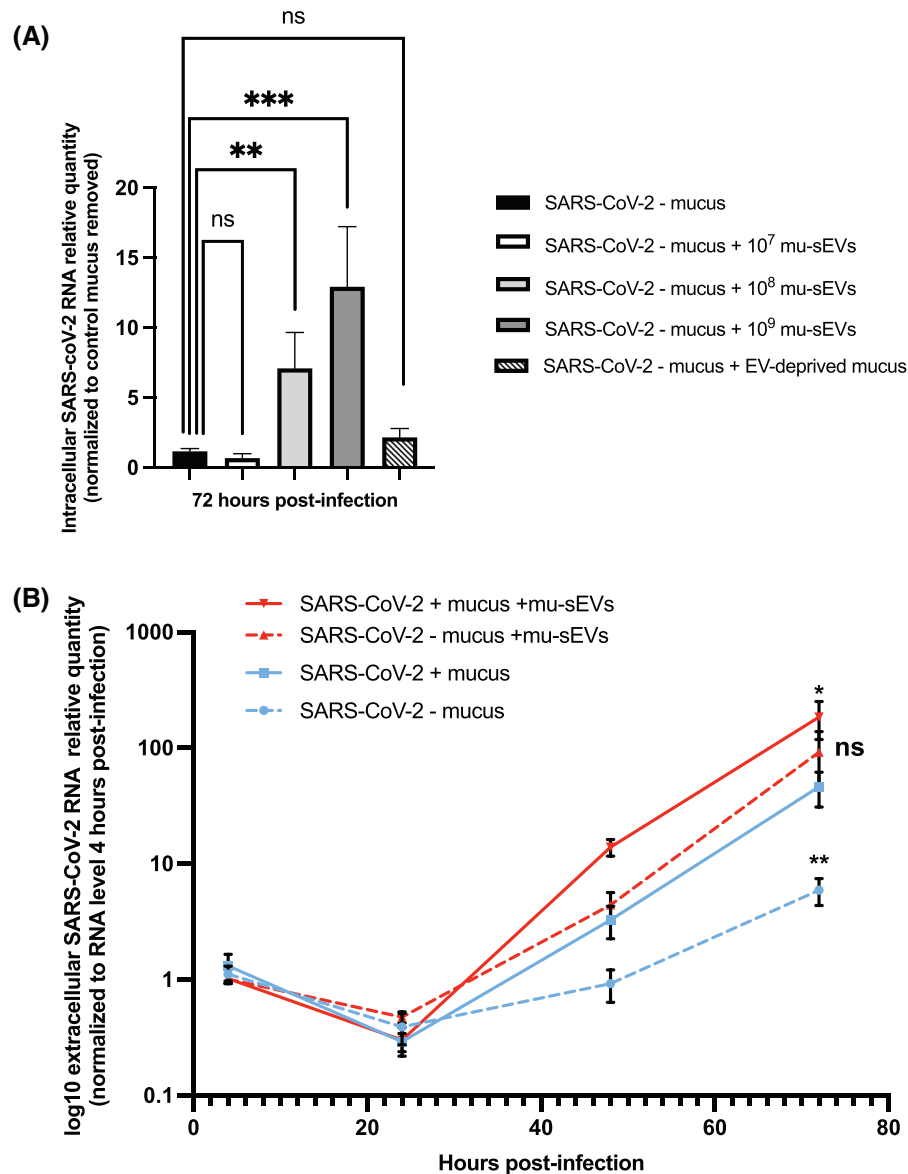 (A)
ns
***
**
ns
Intracellular SARS-coV-2 RNA relative quantity
(normalized to control mucus removed)
20
15
10
5
0
72 hours post-infection
SARS-CoV-2 - mucus
SARS-CoV-2 - mucus + 10⁷ mu-sEVs
SARS-CoV-2 - mucus + 10⁸ mu-sEVs
SARS-CoV-2 - mucus + 10⁹ mu-sEVs
SARS-CoV-2 - mucus + EV-deprived mucus
(B)
SARS-CoV-2 + mucus +mu-sEVs
SARS-CoV-2 - mucus +mu-sEVs
SARS-CoV-2 + mucus
SARS-CoV-2 - mucus
log10 extracellular SARS-CoV-2 RNA relative quantity
(normalized to RNA level 4 hours post-infection)
1000
100
10
1
0.1
*
ns
**
0
20
40
60
80
Hours post-infection